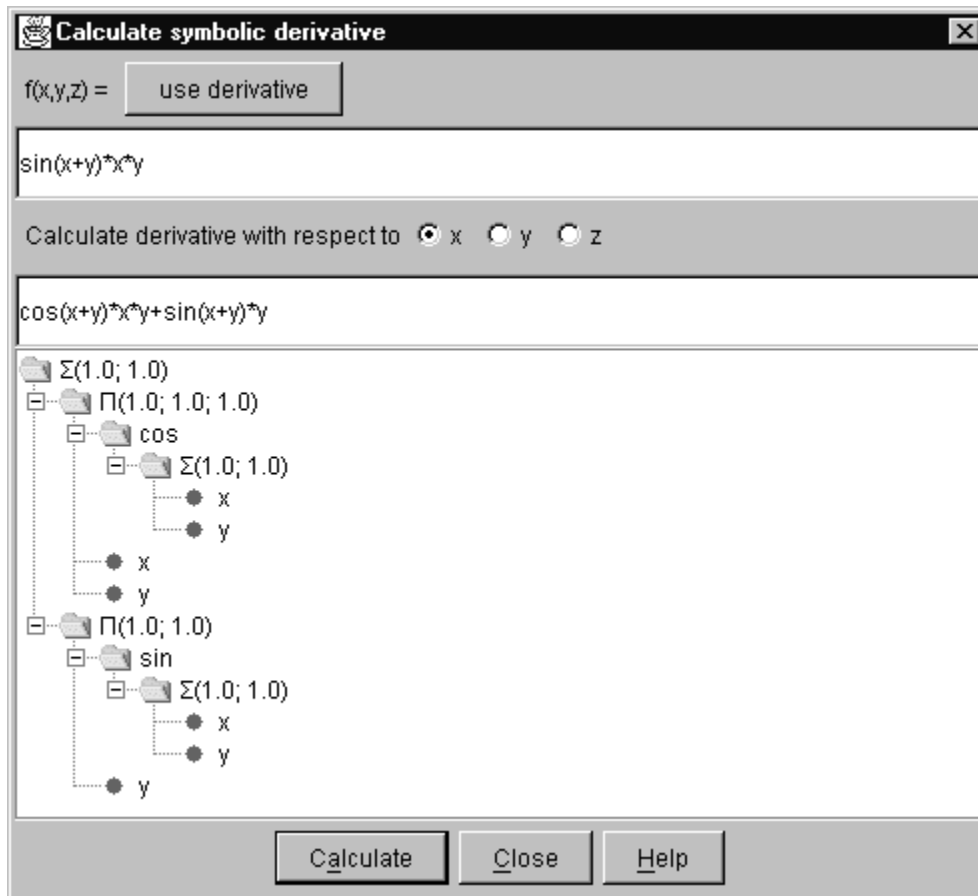 Calculate symbolic derivative
f(x,y,z) = use derivative
sin(x+y)*x*y
Calculate derivative with respect to x y z
cos(x+y)*x*y+sin(x+y)*y
Σ(1.0; 1.0)
Π(1.0; 1.0; 1.0)
cos
Σ(1.0; 1.0)
x
y
x
y
Π(1.0; 1.0)
sin
Σ(1.0; 1.0)
x
y
y
Calculate Close Help